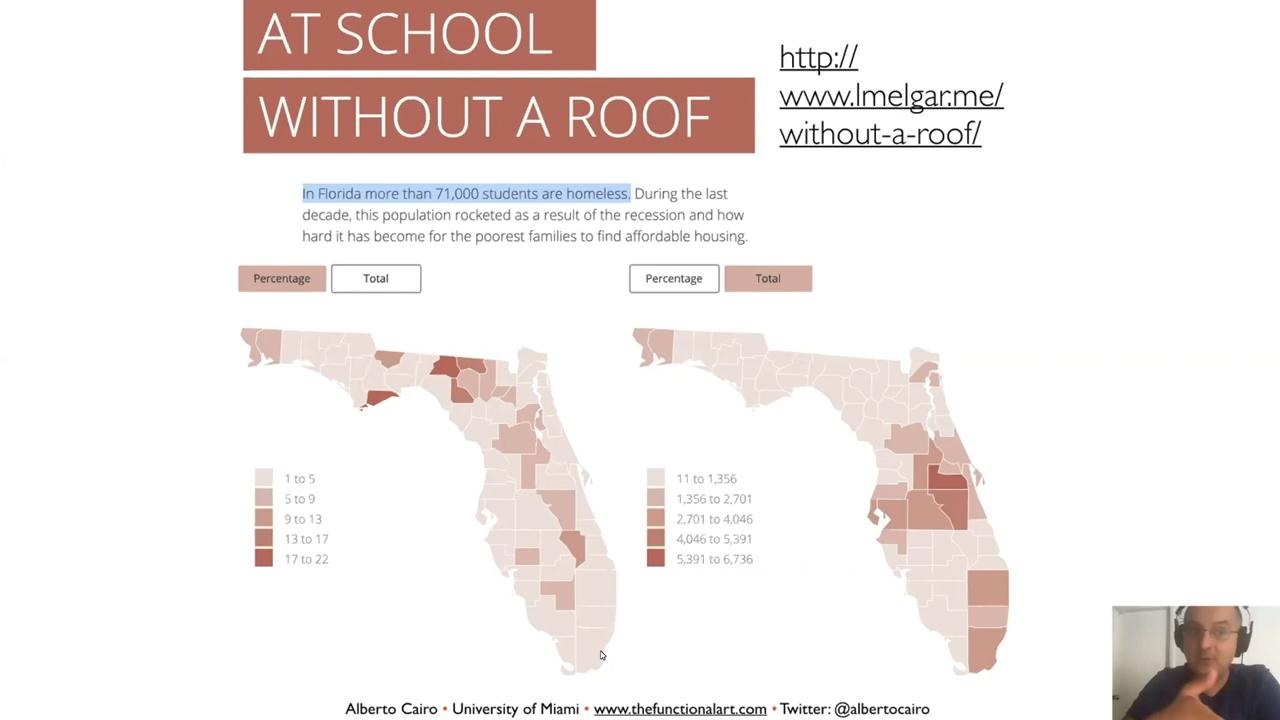 AT SCHOOL
WITHOUT A ROOF
http://
www.lmelgar.me/
without-a-roof/
In Florida more than 71,000 students are homeless. During the last
decade, this population rocketed as a result of the recession and how
hard it has become for the poorest families to find affordable housing.
Percentage
Total
Percentage
Total
1 to 5
5 to 9
9 to 13
13 to 17
17 to 22
11 to 1,356
1,356 to 2,701
2,701 to 4,046
4,046 to 5,391
5,391 to 6,736
Alberto Cairo • University of Miami • www.thefunctionalart.com • Twitter: @albertocairo